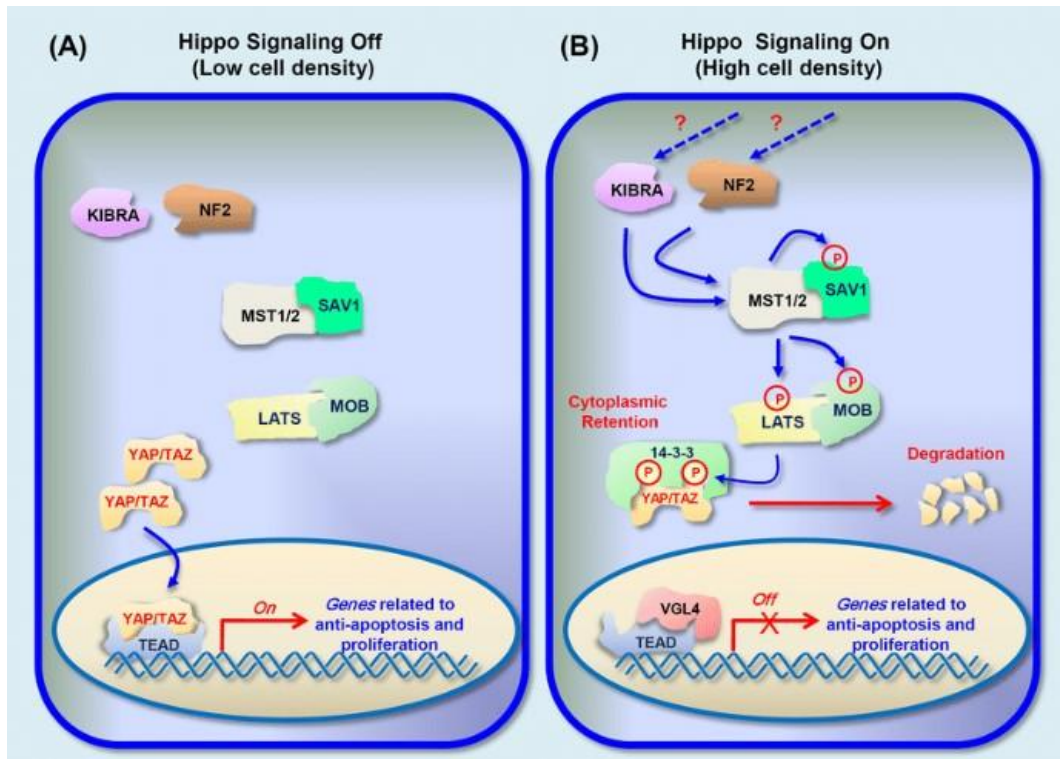 (A)
Hippo Signaling Off
(Low cell density)
KIBRA
NF2
MST1/2
SAV1
LATS
MOB
YAP/TAZ
YAP/TAZ
YAP/TAZ
TEAD
On
Genes related to
anti-apoptosis and
proliferation
(B)
Hippo Signaling On
(High cell density)
?
?
KIBRA
NF2
P
SAV1
MST1/2
P
P
LATS
MOB
Cytoplasmic
Retention
14-3-3
P
P
YAP/TAZ
Degradation
VGL4
TEAD
Off
Genes related to
anti-apoptosis and
proliferation